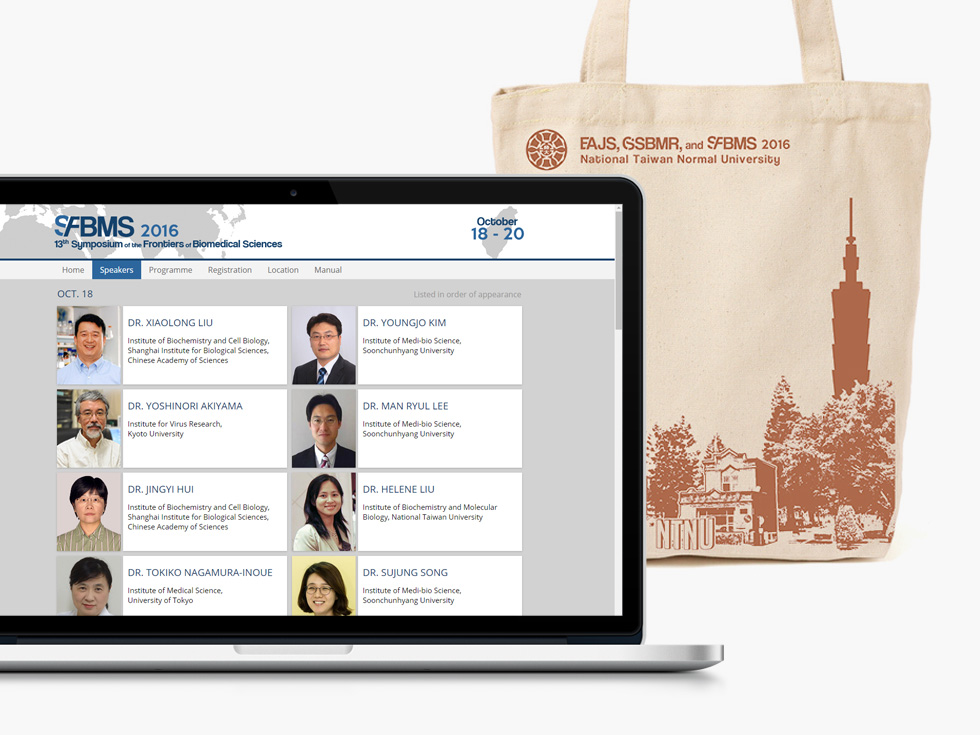 EAJS, GSBMR, and SFBMS 2016
National Taiwan Normal University
NTNU
SFBMS 2016
13th Symposium of the Frontiers of Biomedical Sciences
October
18 - 20
Home Speakers Programme Registration Location Manual
OCT. 18
Listed in order of appearance
DR. XIAOLONG LIU
Institute of Biochemistry and Cell Biology,
Shanghai Institute for Biological Sciences,
Chinese Academy of Sciences
DR. YOUNGJO KIM
Institute of Medi-bio Science,
Soonchunhyang University
DR. YOSHINORI AKIYAMA
Institute for Virus Research,
Kyoto University
DR. MAN RYUL LEE
Institute of Medi-bio Science,
Soonchunhyang University
DR. JINGYI HUI
Institute of Biochemistry and Cell Biology,
Shanghai Institute for Biological Sciences,
Chinese Academy of Sciences
DR. HELENE LIU
Institute of Biochemistry and Molecular
Biology, National Taiwan University
DR. TOKIKO NAGAMURA-INOUE
Institute of Medical Science,
University of Tokyo
DR. SUJUNG SONG
Institute of Medi-bio Science,
Soonchunhyang University